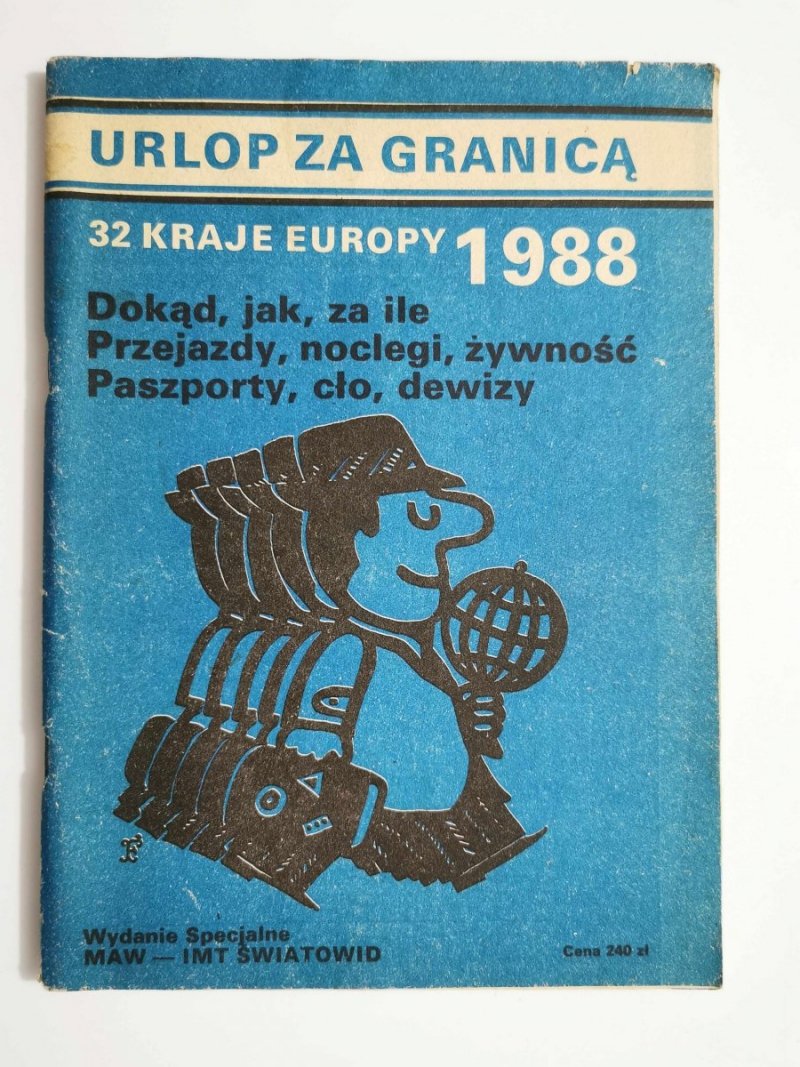 URLOP ZA GRANICĄ
32 KRAJE EUROPY 1988
Dokąd, jak, za ile
Przejazdy, noclegi, żywność
Paszporty, cło, dewizy
F
Wydanie Specjalne
MAW — IMT ŚWIATOWID
Cena 240 zł